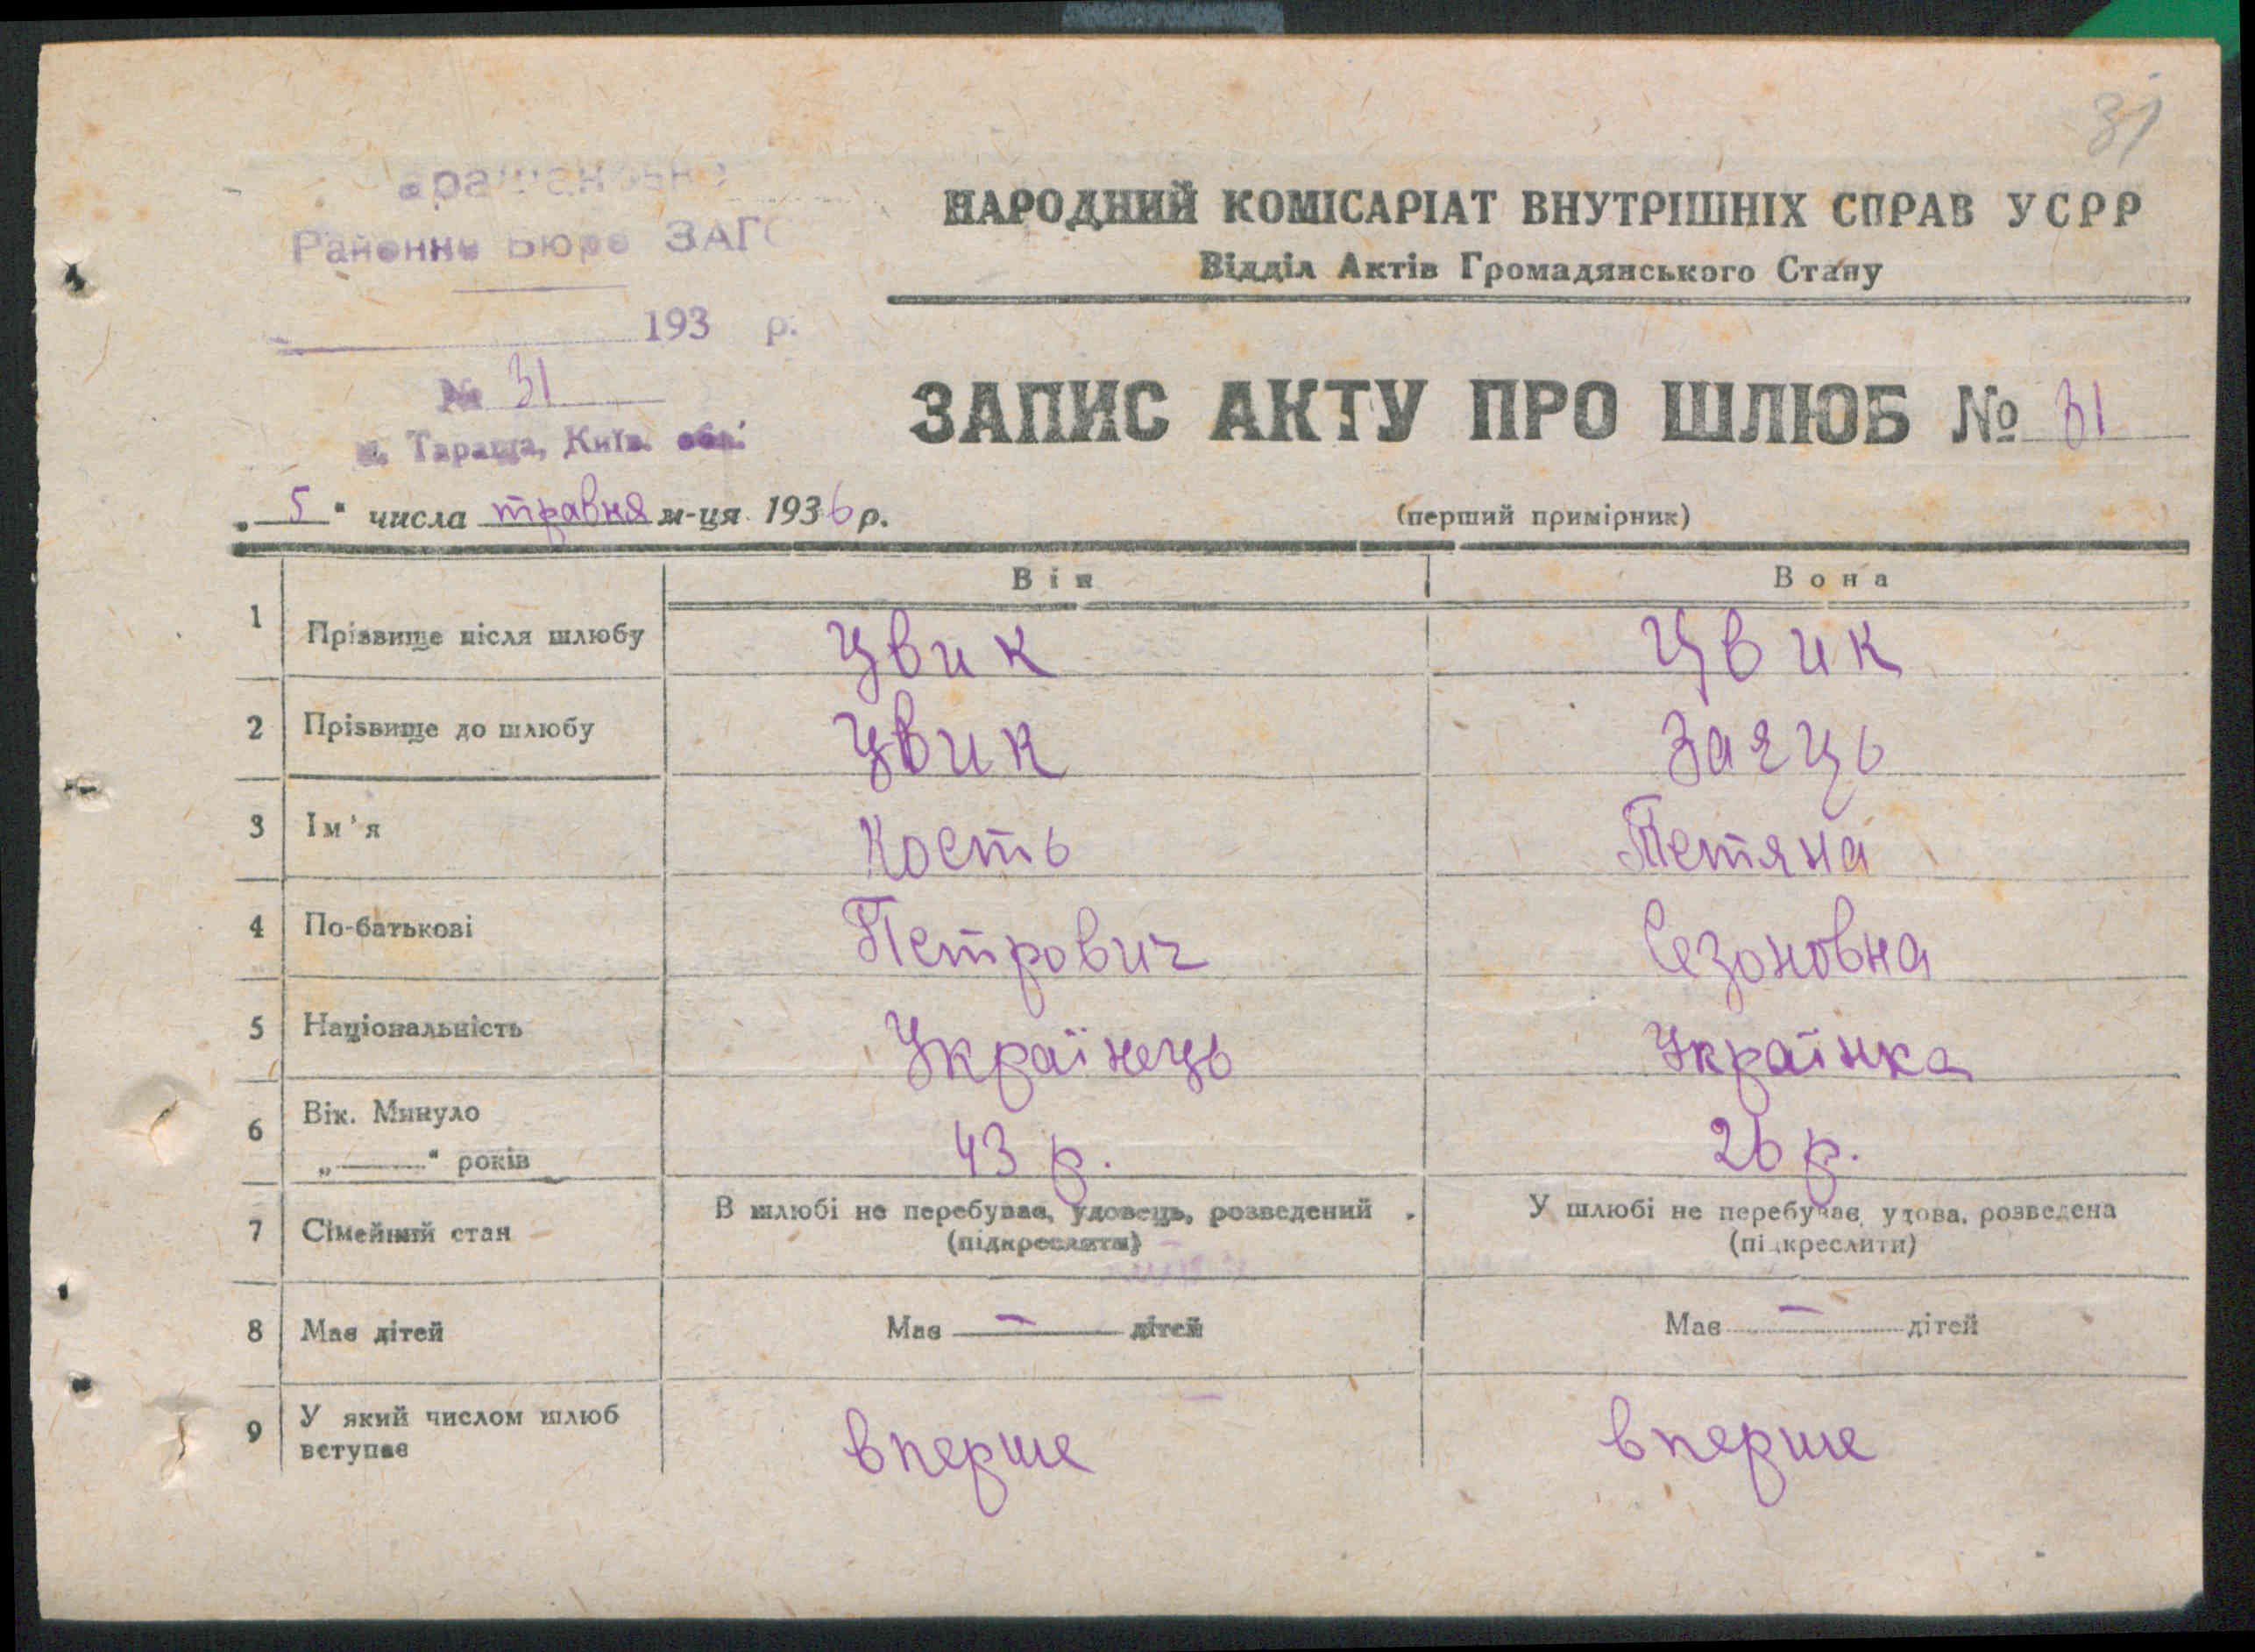 31
Районне Бюро ЗАГС
193 р.
№ 31
м. Тараща, Київ. обл.
НАРОДНИЙ КОМІСАРІАТ ВНУТРІШНІХ СПРАВ УСРР
Відділ Актів Громадянського Стану
ЗАПИС АКТУ ПРО ШЛЮБ № 31
„ 5 “ числа травня м-ця 1936 р.
(перший примірник)
Він Вона
1 Прізвище після шлюбу Цвик Цвик
2 Прізвище до шлюбу Цвик Заяць
3 Ім'я Кость Тетяна
4 По-батькові Петрович Сезоновна
5 Національність Українець Українка
6 Вік. Минуло
„——“ років 43 р. 26 р.
7 Сімейний стан В шлюбі не перебуває, удовець, розведений У шлюбі не перебуває, удова, розведена
(підкреслити) (підкреслити)
8 Має дітей Має — дітей Має — дітей
9 У який числом шлюб
вступає вперше вперше